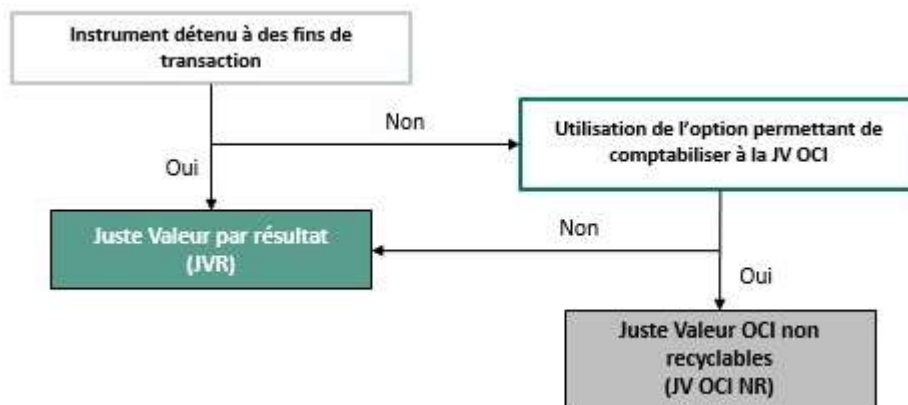 Instrument détenu à des fins de
transaction
Non
Utilisation de l'option permettant de
comptabiliser à la JV OCI
Oui
Juste Valeur par résultat
(JVR)
Non
Oui
Juste Valeur OCI non
recyclables
(JV OCI NR)